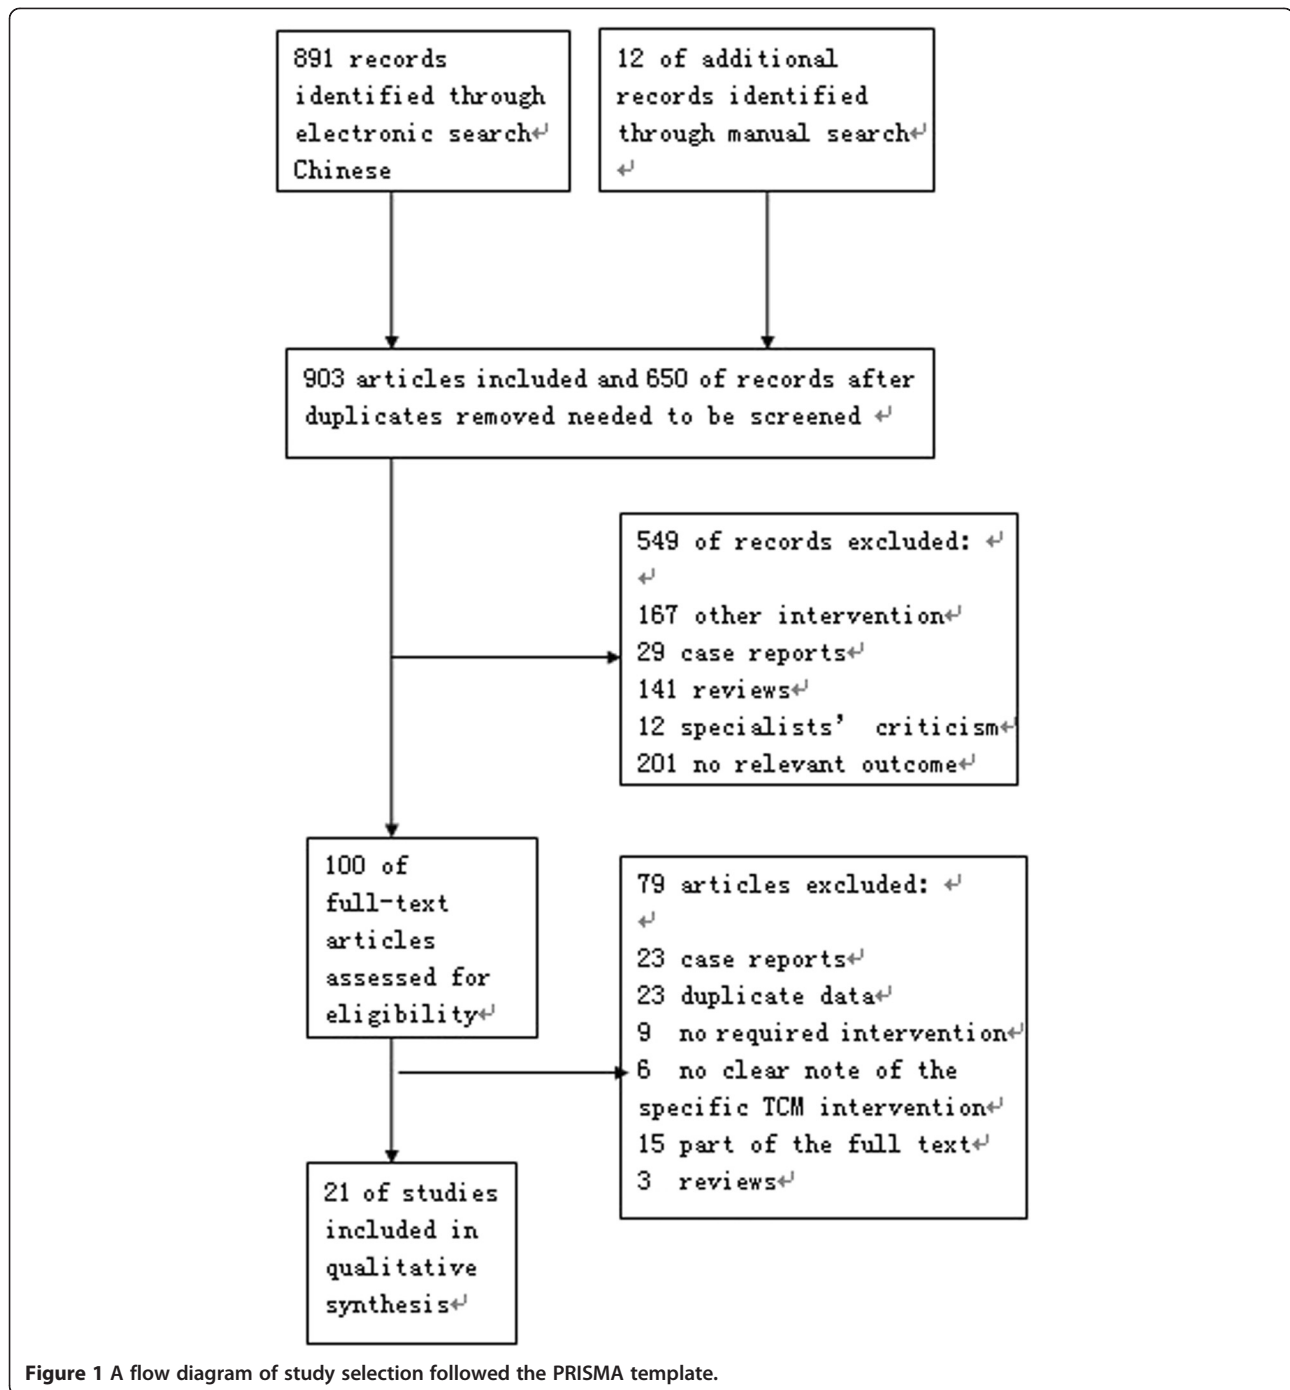 891 records
identified through
electronic search↵
Chinese
12 of additional
records identified
through manual search↵
↵
903 articles included and 650 of records after
duplicates removed needed to be screened ↵
549 of records excluded: ↵
↵
167 other intervention↵
29 case reports↵
141 reviews↵
12 specialists’ criticism↵
201 no relevant outcome↵
100 of
full-text
articles
assessed for
eligibility↵
79 articles excluded: ↵
↵
23 case reports↵
23 duplicate data↵
9 no required intervention↵
6 no clear note of the
specific TCM intervention↵
15 part of the full text↵
3 reviews↵
21 of studies
included in
qualitative
synthesis↵
Figure 1 A flow diagram of study selection followed the PRISMA template.